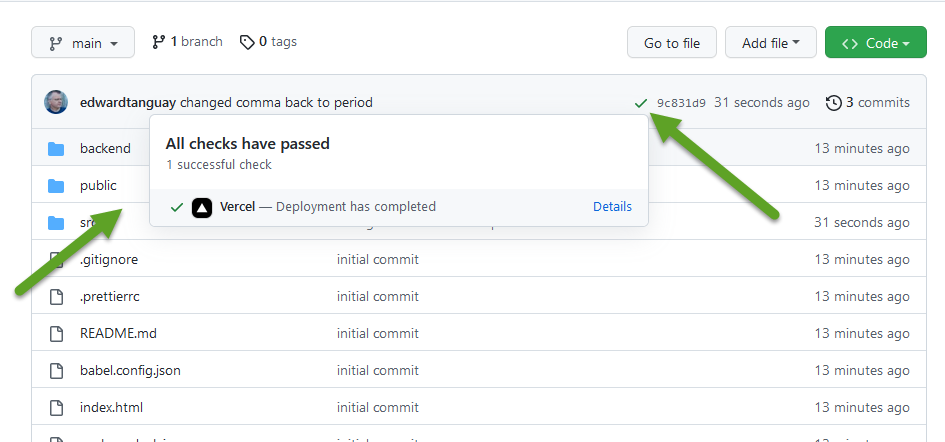 main 1 branch 0 tags Go to file Add file Code
edwardtanguay changed comma back to period 9c831d9 31 seconds ago 3 commits
All checks have passed
1 successful check
Vercel — Deployment has completed Details
backend 13 minutes ago
public 13 minutes ago
src 31 seconds ago
.gitignore initial commit 13 minutes ago
.prettierrc initial commit 13 minutes ago
README.md initial commit 13 minutes ago
babel.config.json initial commit 13 minutes ago
index.html initial commit 13 minutes ago